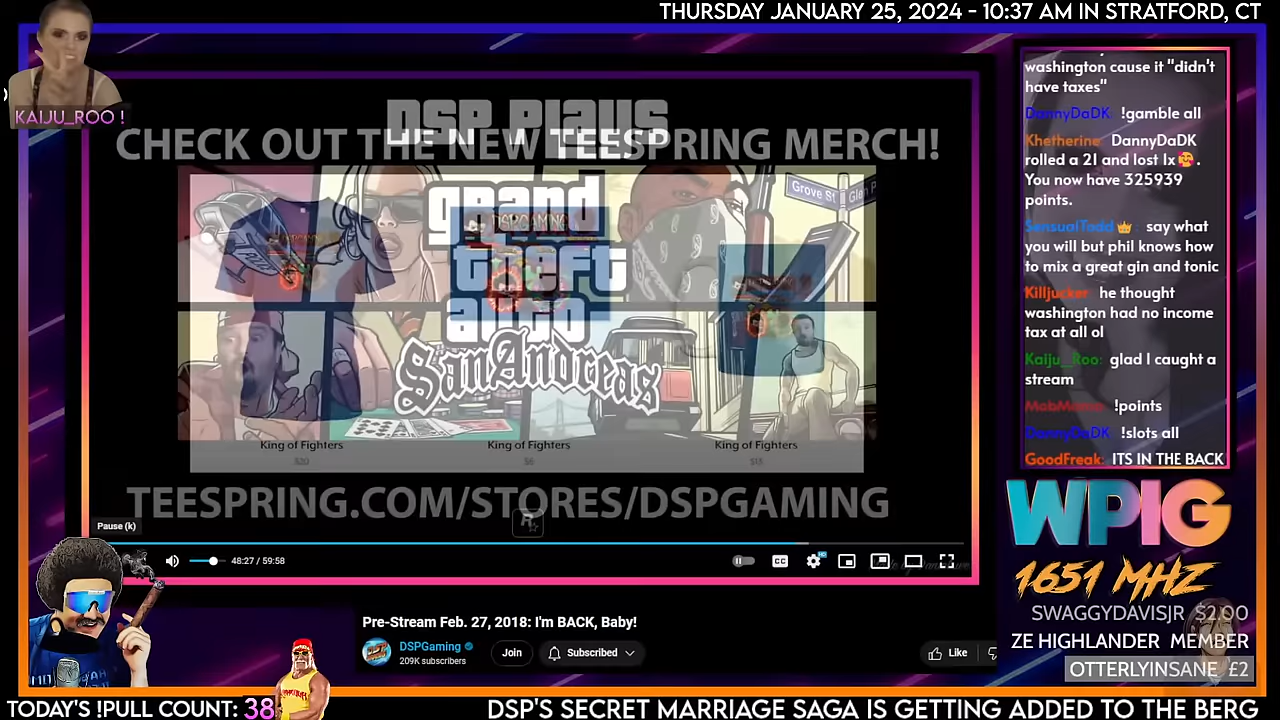 THURSDAY JANUARY 25, 2024 - 10:37 AM IN STRATFORD, CT
KAIJU_ROO !
DSP PLAYS
CHECK OUT THE NEW TEESPRING MERCH!
Grove St
Glen P
DSPGAMING
grand
theft
auto
San Andreas
King of Fighters
King of Fighters
King of Fighters
TEESPRING.COM/STORES/DSPGAMING
Pause (k)
48:27 / 59:58
CC
HD
Pre-Stream Feb. 27, 2018: I'm BACK, Baby!
DSPGaming
209K subscribers
Join
Subscribed
Like
washington cause it "didn't
have taxes"
DannyDaDK: !gamble all
Khetherine: DannyDaDK
rolled a 21 and lost 1x
You now have 325939
points.
SensualTodd : say what
you will but phil knows how
to mix a great gin and tonic
Killjucker: he thought
washington had no income
tax at all ol
Kaiju_Roo: glad I caught a
stream
!points
DannyDaDK: !slots all
GoodFreak: ITS IN THE BACK
WPIG
1651 MHZ
SWAGGYDAVISJR $2.00
ZE HIGHLANDER MEMBER
OTTERLYINSANE £2
TODAY'S !PULL COUNT: 38
DSP'S SECRET MARRIAGE SAGA IS GETTING ADDED TO THE BERG